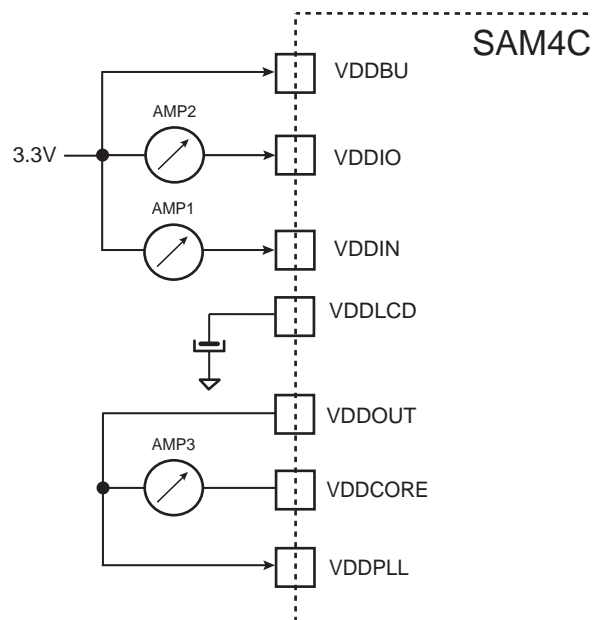 SAM4C
VDDBU
AMP2
3.3V
VDDIO
AMP1
VDDIN
VDDLCD
VDDOUT
AMP3
VDDCORE
VDDPLL